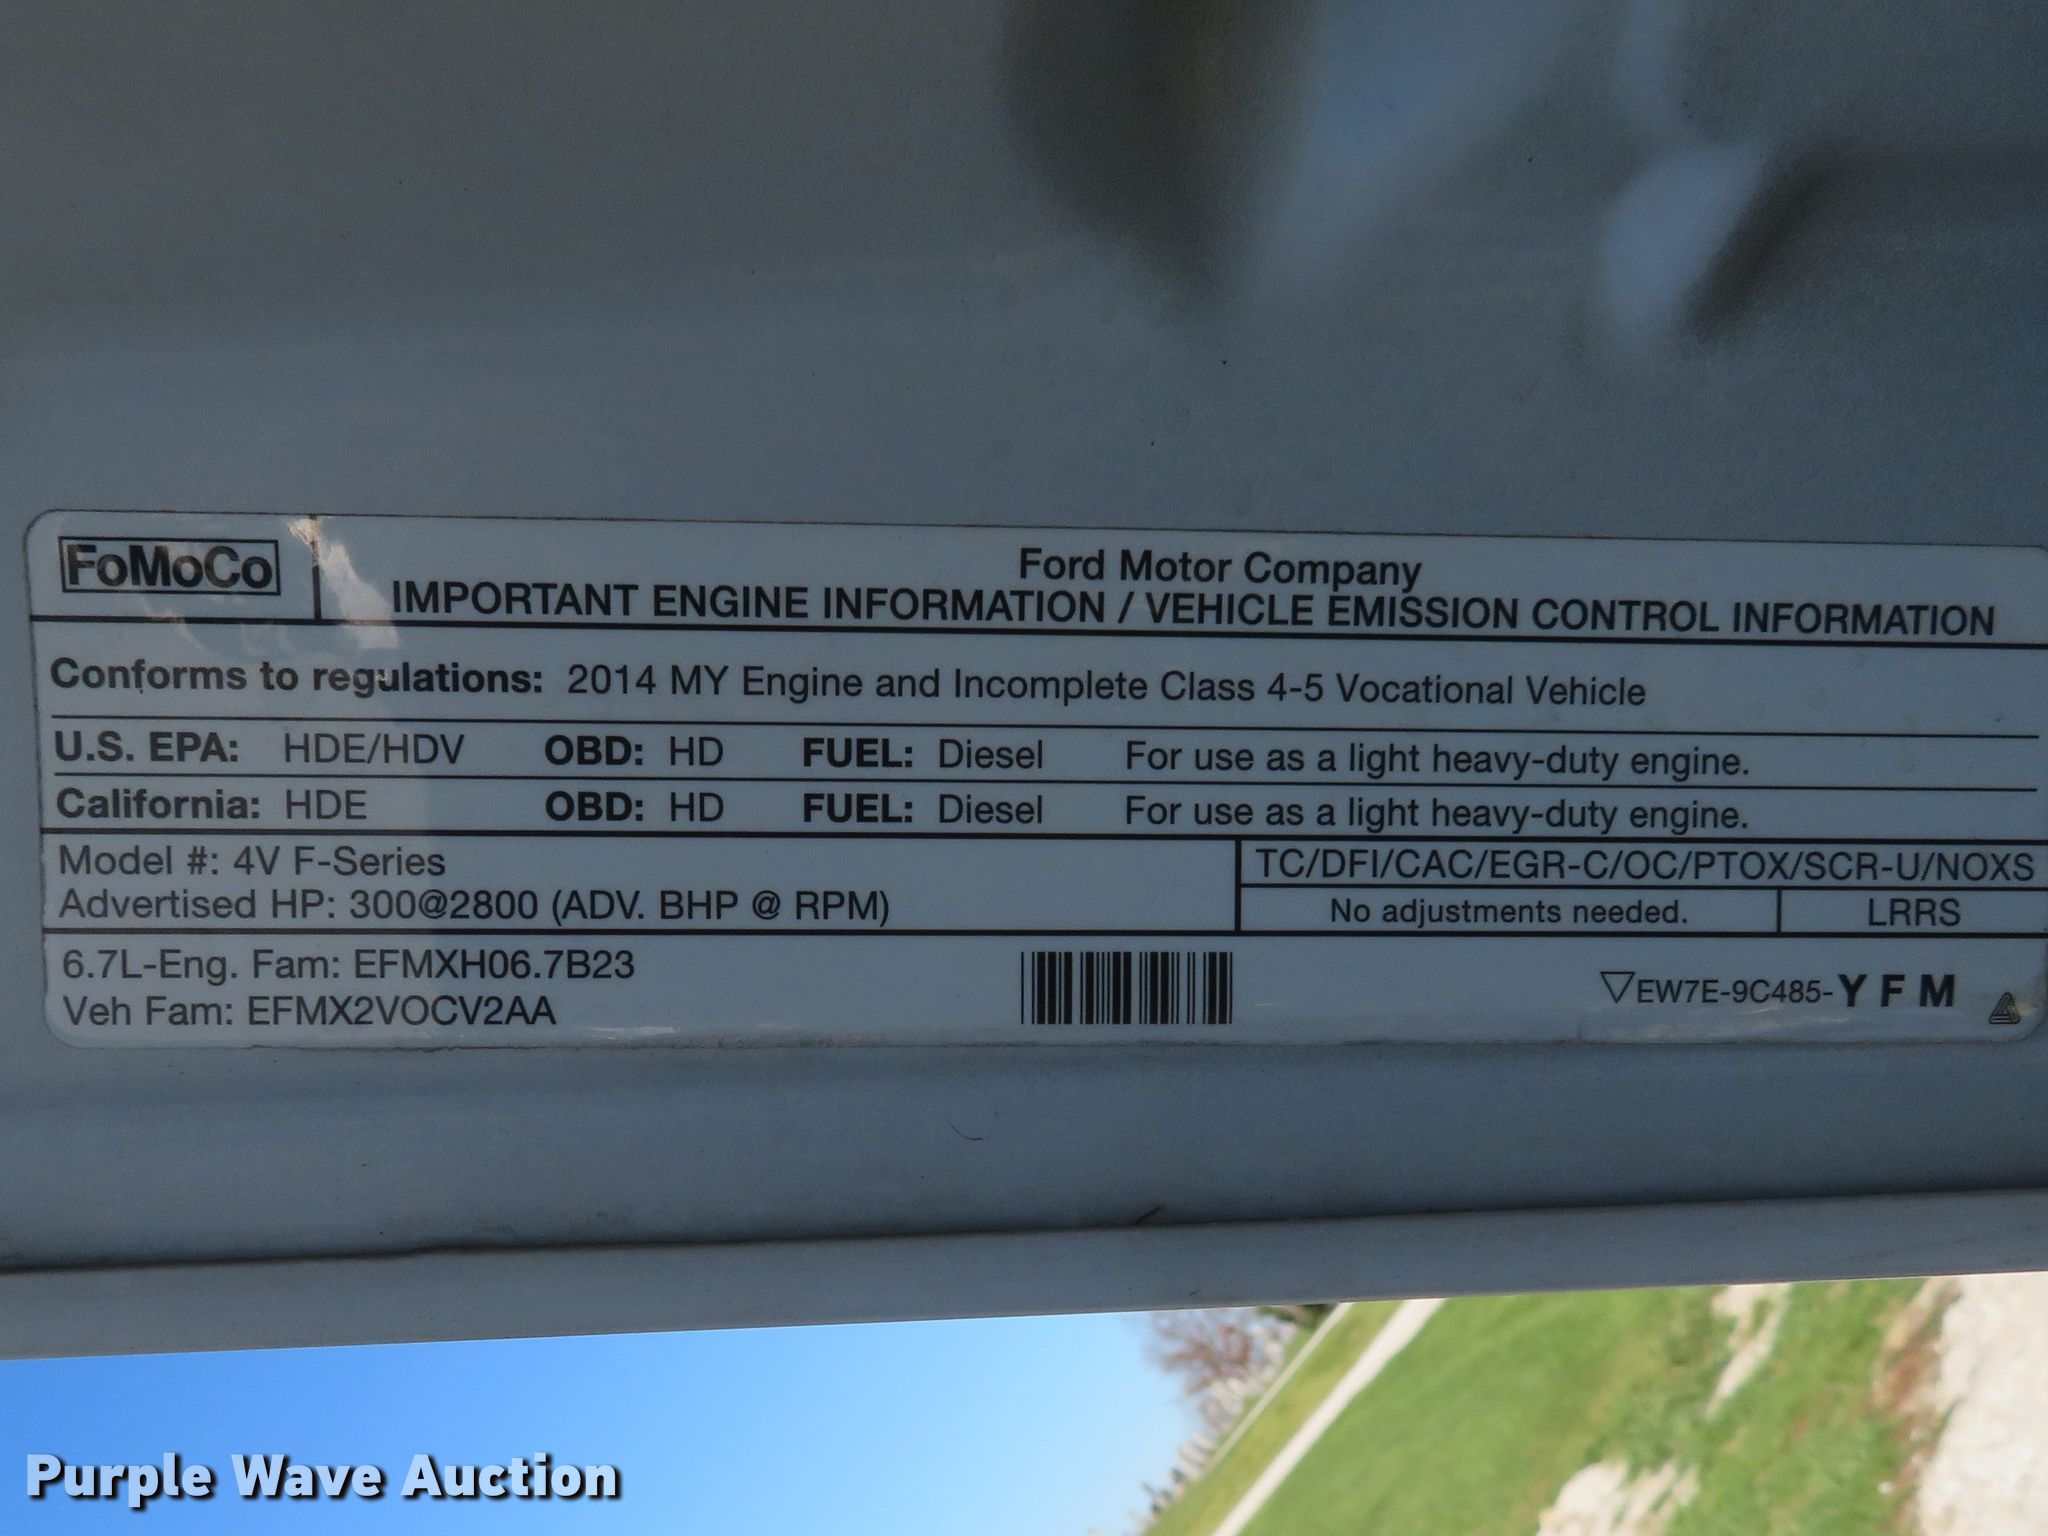 FoMoCo
Ford Motor Company
IMPORTANT ENGINE INFORMATION / VEHICLE EMISSION CONTROL INFORMATION
Conforms to regulations: 2014 MY Engine and Incomplete Class 4-5 Vocational Vehicle
U.S. EPA: HDE/HDV OBD: HD FUEL: Diesel For use as a light heavy-duty engine.
California: HDE OBD: HD FUEL: Diesel For use as a light heavy-duty engine.
Model #: 4V F-Series
Advertised HP: 300@2800 (ADV. BHP @ RPM)
TC/DFI/CAC/EGR-C/OC/PTOX/SCR-U/NOXS
No adjustments needed. LRRS
6.7L-Eng. Fam: EFMXH06.7B23
Veh Fam: EFMX2VOCV2AA
▽EW7E-9C485-YFM
Purple Wave Auction